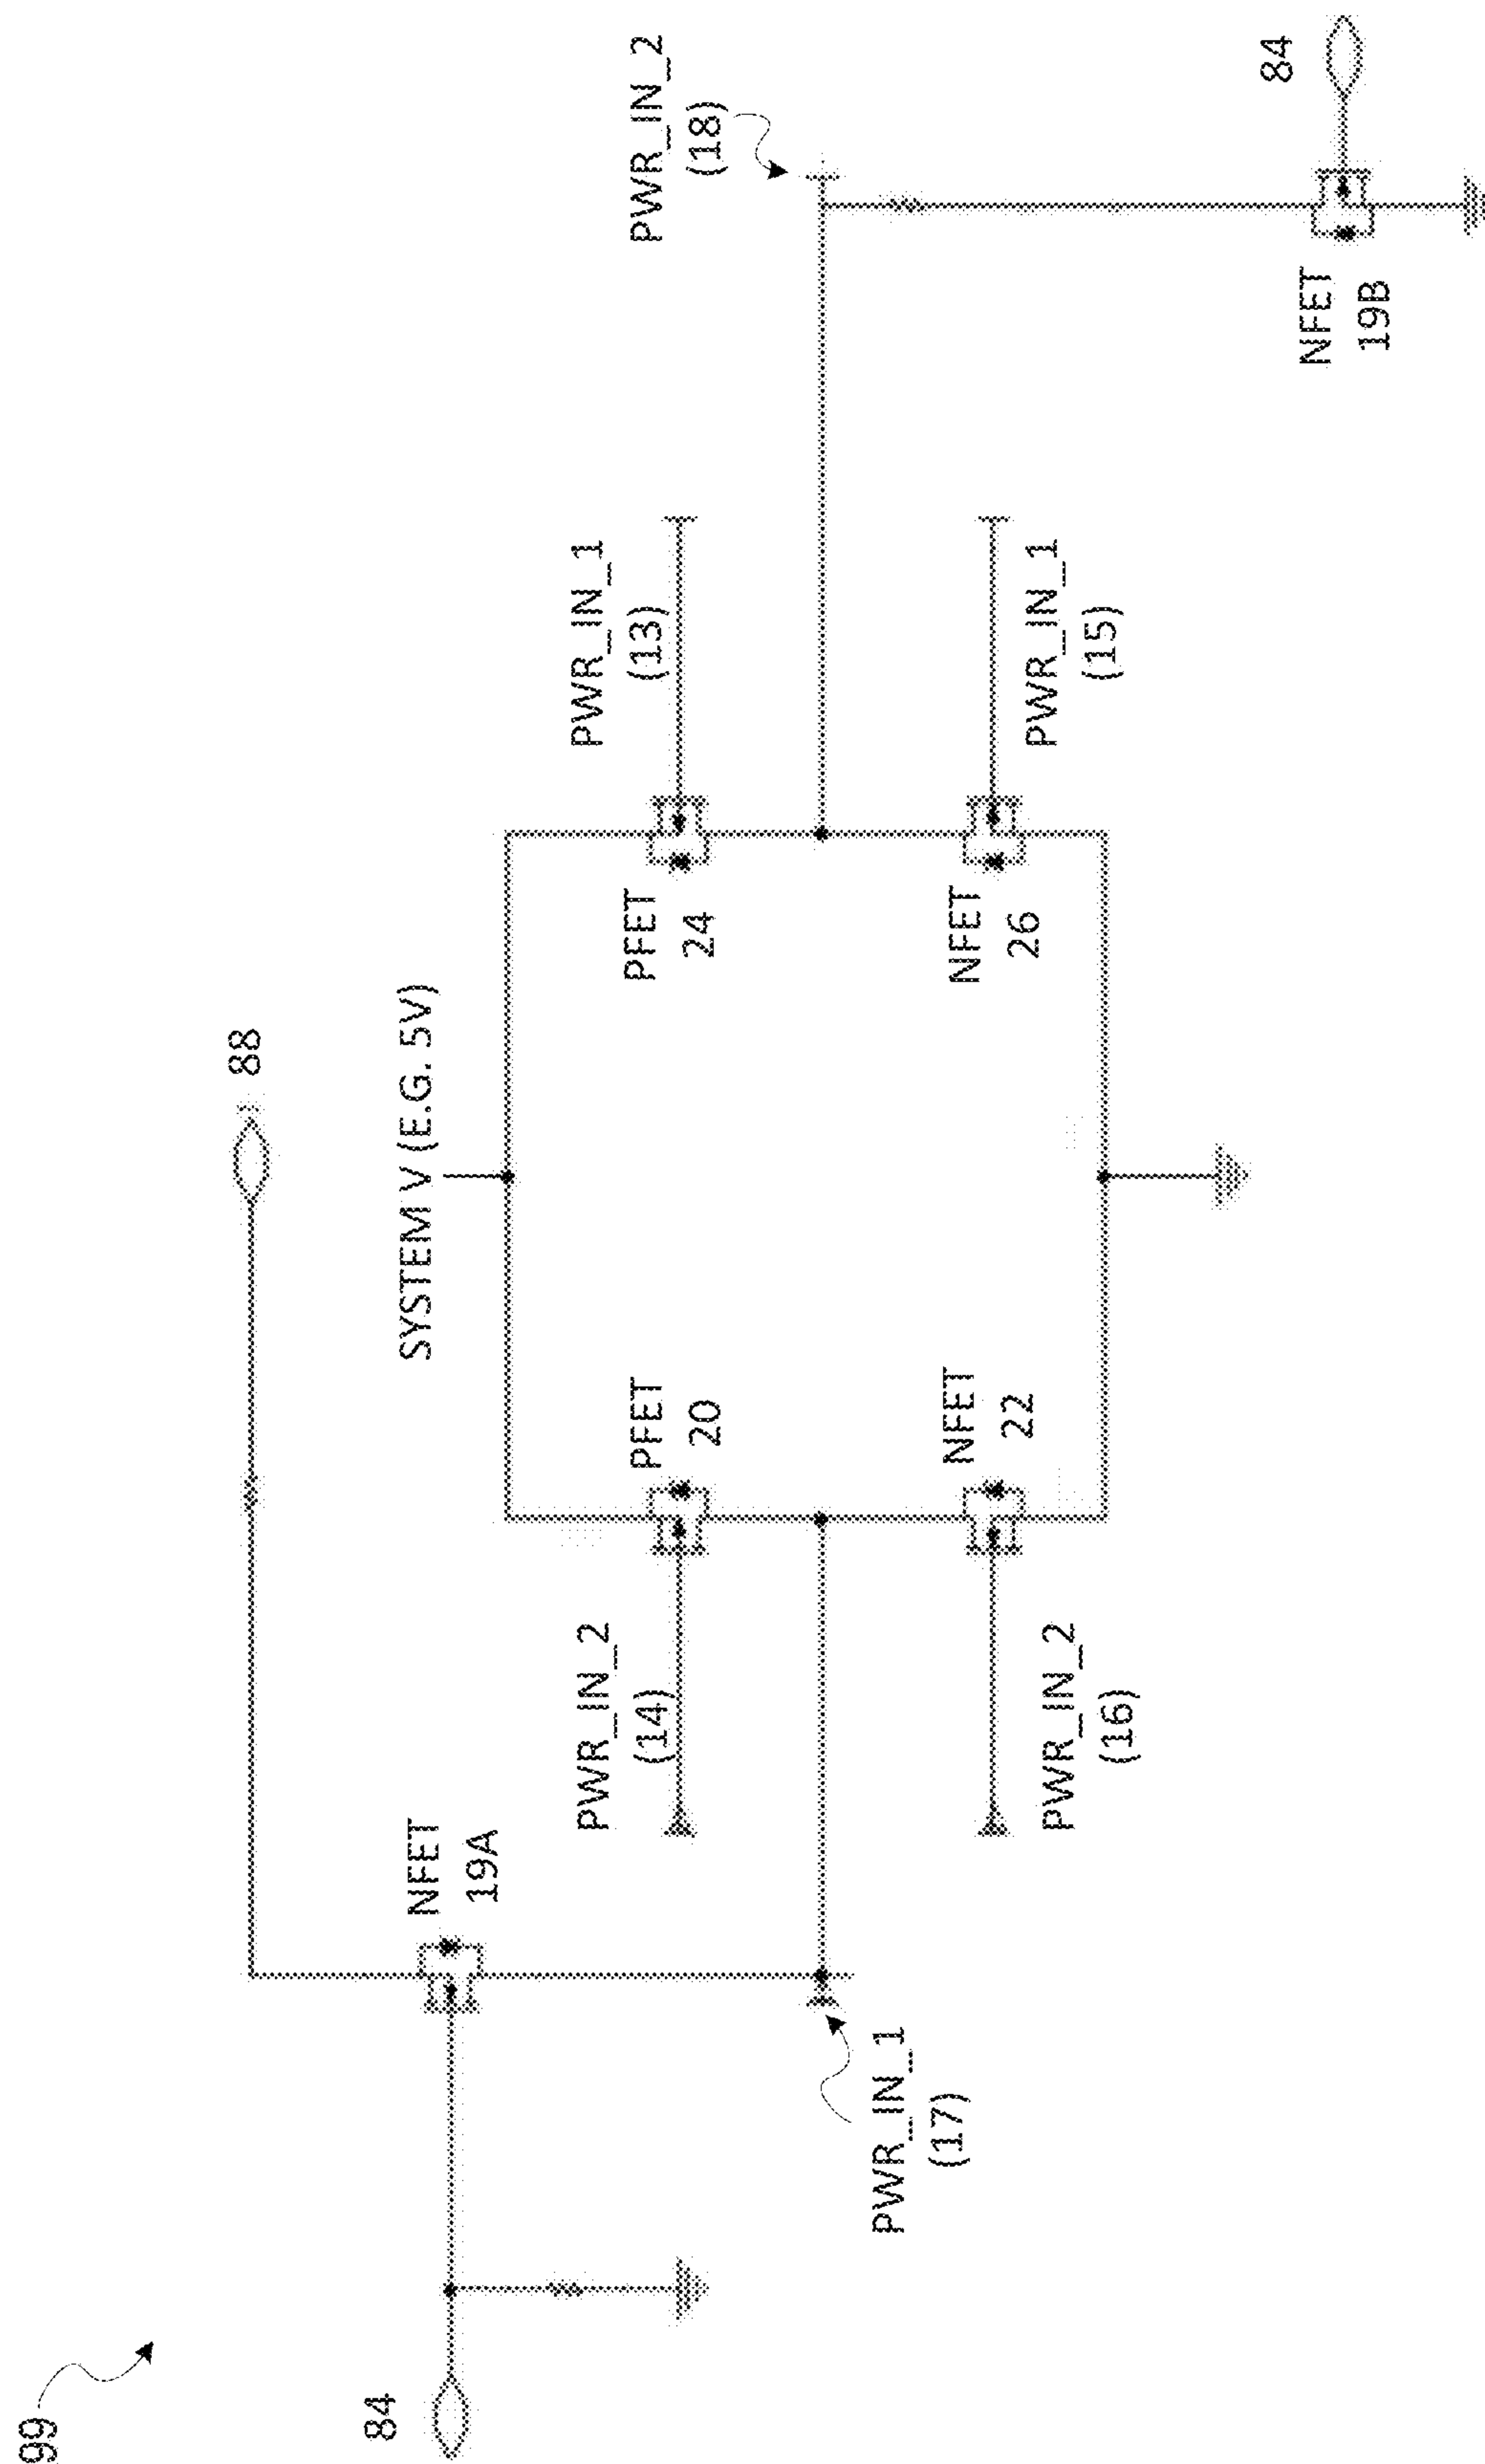 99
84
88
NFET
19A
PWR_IN_1
(17)
SYSTEM V (E.G. 5V)
PWR_IN_2
(14)
PFET
20
PWR_IN_2
(16)
NFET
22
PFET
24
PWR_IN_1
(13)
NFET
26
PWR_IN_1
(15)
PWR_IN_2
(18)
84
NFET
19B